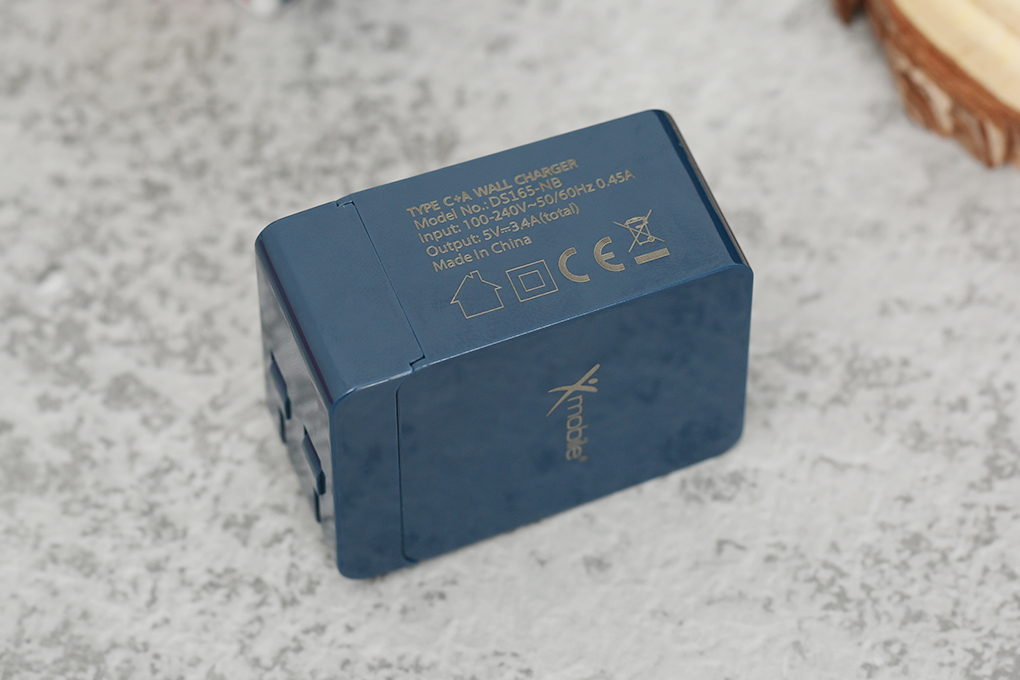 TYPE C+A WALL CHARGER
Model No.: DS165-NB
Input: 100-240V~50/60Hz 0.45A
Output: 5V⎓3.4A(total)
Made In China
CE
Xmobile®